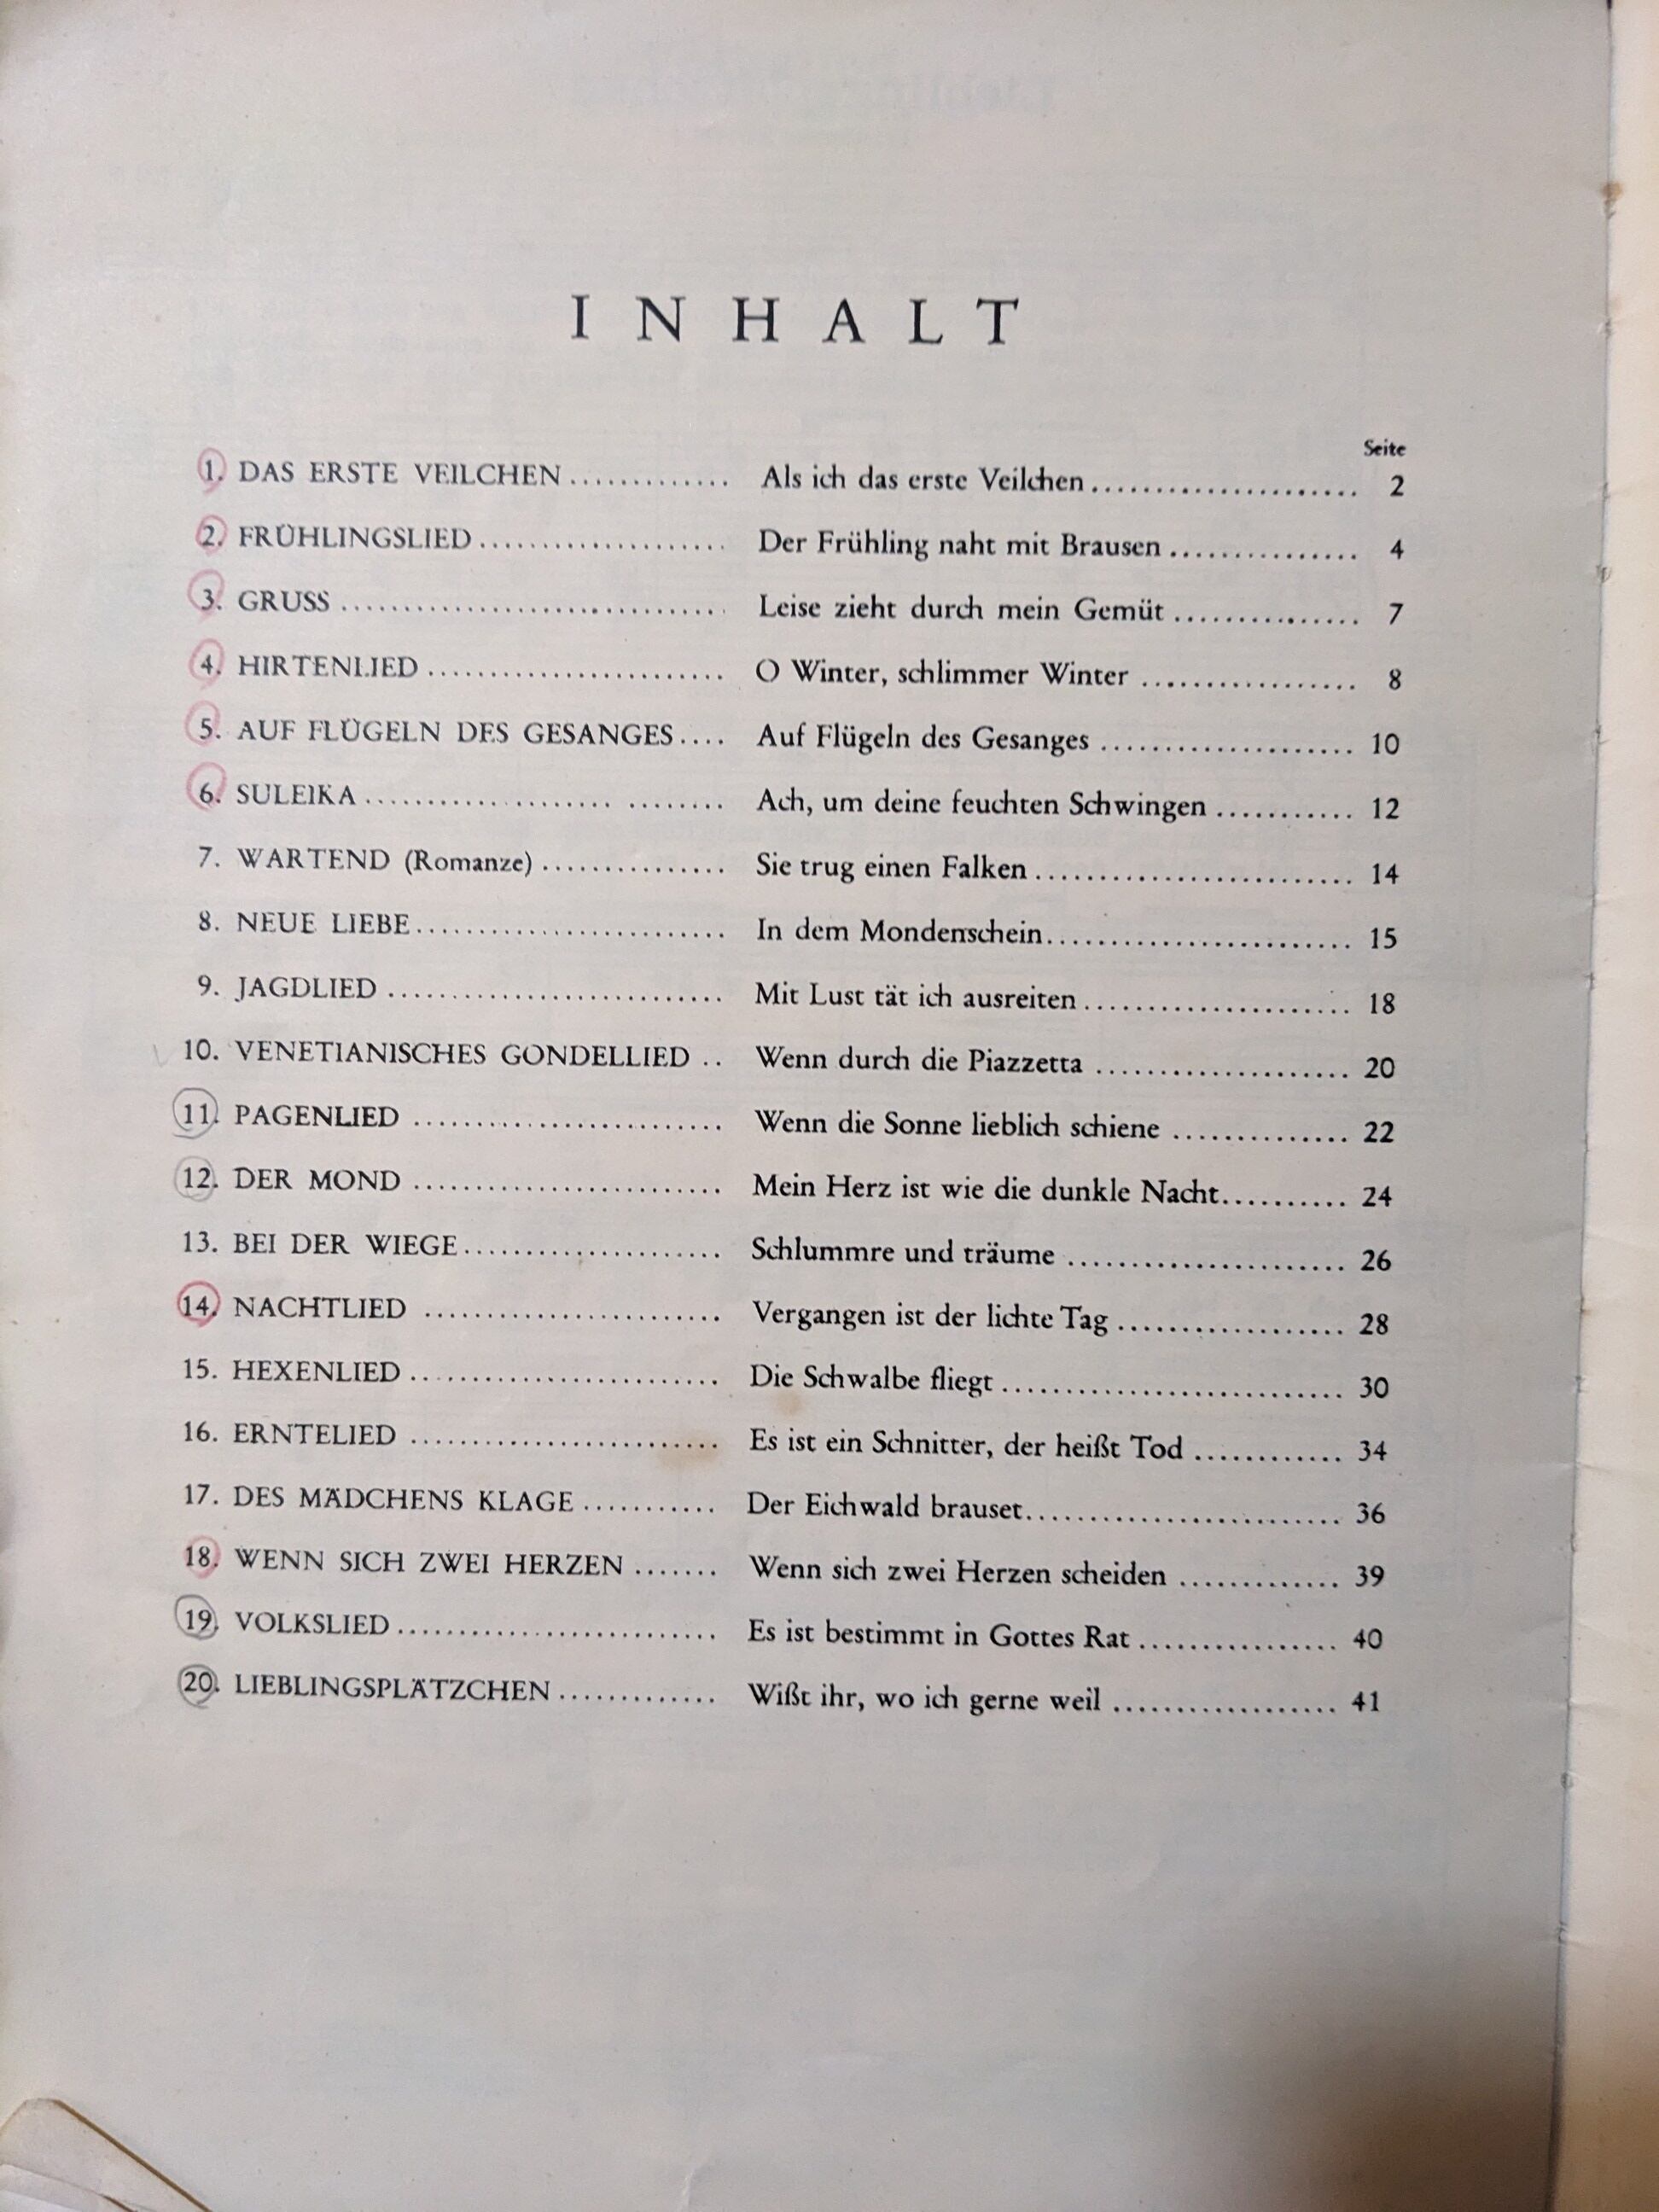 INHALT
Seite
1. DAS ERSTE VEILCHEN ............. Als ich das erste Veilchen ..................... 2
2. FRÜHLINGSLIED .................... Der Frühling naht mit Brausen ............... 4
3. GRUSS .............................. Leise zieht durch mein Gemüt ............... 7
4. HIRTENLIED ........................ O Winter, schlimmer Winter ................. 8
5. AUF FLÜGELN DES GESANGES .... Auf Flügeln des Gesanges .................... 10
6. SULEIKA ............................ Ach, um deine feuchten Schwingen ........... 12
7. WARTEND (Romanze) ............... Sie trug einen Falken ......................... 14
8. NEUE LIEBE ......................... In dem Mondenschein ........................ 15
9. JAGDLIED ........................... Mit Lust tät ich ausreiten ..................... 18
10. VENETIANISCHES GONDELLIED .. Wenn durch die Piazzetta .................... 20
11. PAGENLIED ......................... Wenn die Sonne lieblich schiene .............. 22
12. DER MOND ......................... Mein Herz ist wie die dunkle Nacht .......... 24
13. BEI DER WIEGE ..................... Schlummre und träume ...................... 26
14. NACHTLIED ........................ Vergangen ist der lichte Tag .................. 28
15. HEXENLIED ......................... Die Schwalbe fliegt ........................... 30
16. ERNTELIED ......................... Es ist ein Schnitter, der heißt Tod ............ 34
17. DES MÄDCHENS KLAGE ........... Der Eichwald brauset ......................... 36
18. WENN SICH ZWEI HERZEN ....... Wenn sich zwei Herzen scheiden ............. 39
19. VOLKSLIED ......................... Es ist bestimmt in Gottes Rat ................ 40
20. LIEBLINGSPLÄTZCHEN ............. Wißt ihr, wo ich gerne weil .................. 41